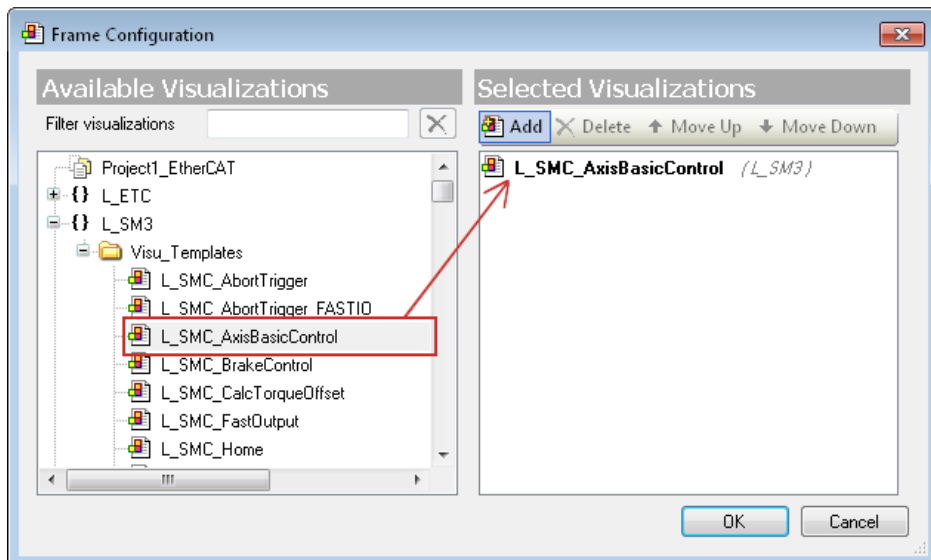 Frame Configuration
Available Visualizations
Filter visualizations
Project1_EtherCAT
{} L_ETC
{} L_SM3
Visu_Templates
L_SMC_AbortTrigger
L_SMC_AbortTrigger_FASTIO
L_SMC_AxisBasicControl
L_SMC_BrakeControl
L_SMC_CalcTorqueOffset
L_SMC_FastOutput
L_SMC_Home
Selected Visualizations
Add Delete Move Up Move Down
L_SMC_AxisBasicControl (L_SM3)
OK Cancel